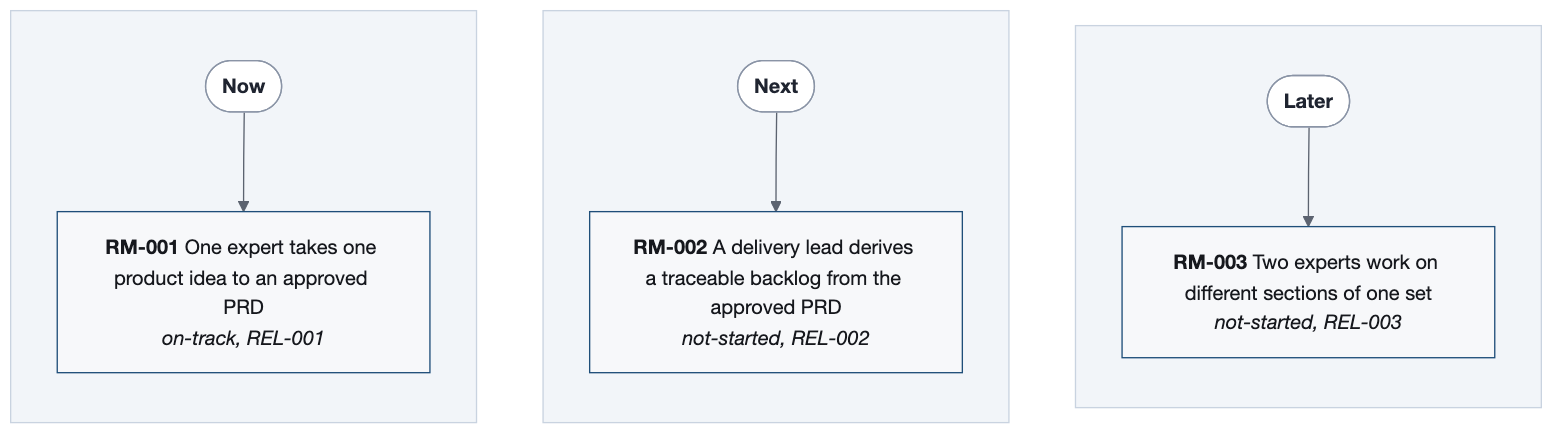 Now
RM-001 One expert takes one
product idea to an approved
PRD
on-track, REL-001
Next
RM-002 A delivery lead derives
a traceable backlog from the
approved PRD
not-started, REL-002
Later
RM-003 Two experts work on
different sections of one set
not-started, REL-003